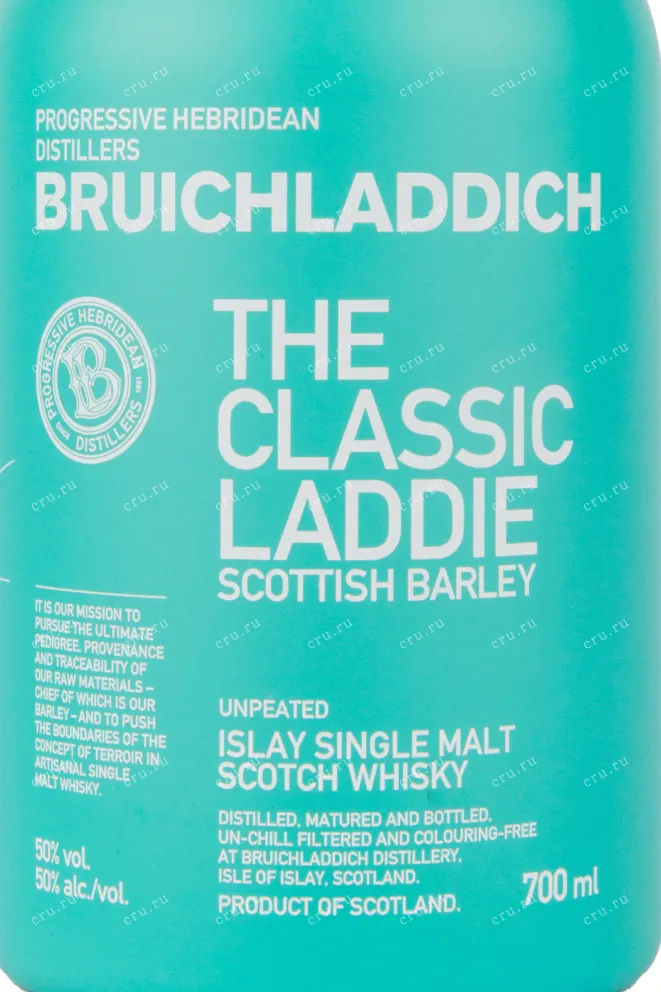 PROGRESSIVE HEBRIDEAN
DISTILLERS
BRUICHLADDICH
PROGRESSIVE HEBRIDEAN
B
SINCE 1881
DISTILLERS
THE
CLASSIC
LADDIE
SCOTTISH BARLEY
IT IS OUR MISSION TO
PURSUE THE ULTIMATE
PEDIGREE, PROVENANCE
AND TRACEABILITY OF
OUR RAW MATERIALS –
CHIEF OF WHICH IS OUR
BARLEY – AND TO PUSH
THE BOUNDARIES OF THE
CONCEPT OF TERROIR IN
ARTISANAL SINGLE
MALT WHISKY.
UNPEATED
ISLAY SINGLE MALT
SCOTCH WHISKY
DISTILLED, MATURED AND BOTTLED,
UN-CHILL FILTERED AND COLOURING-FREE
AT BRUICHLADDICH DISTILLERY,
ISLE OF ISLAY, SCOTLAND.
PRODUCT OF SCOTLAND.
50% vol.
50% alc./vol.
700 ml
cru.ru